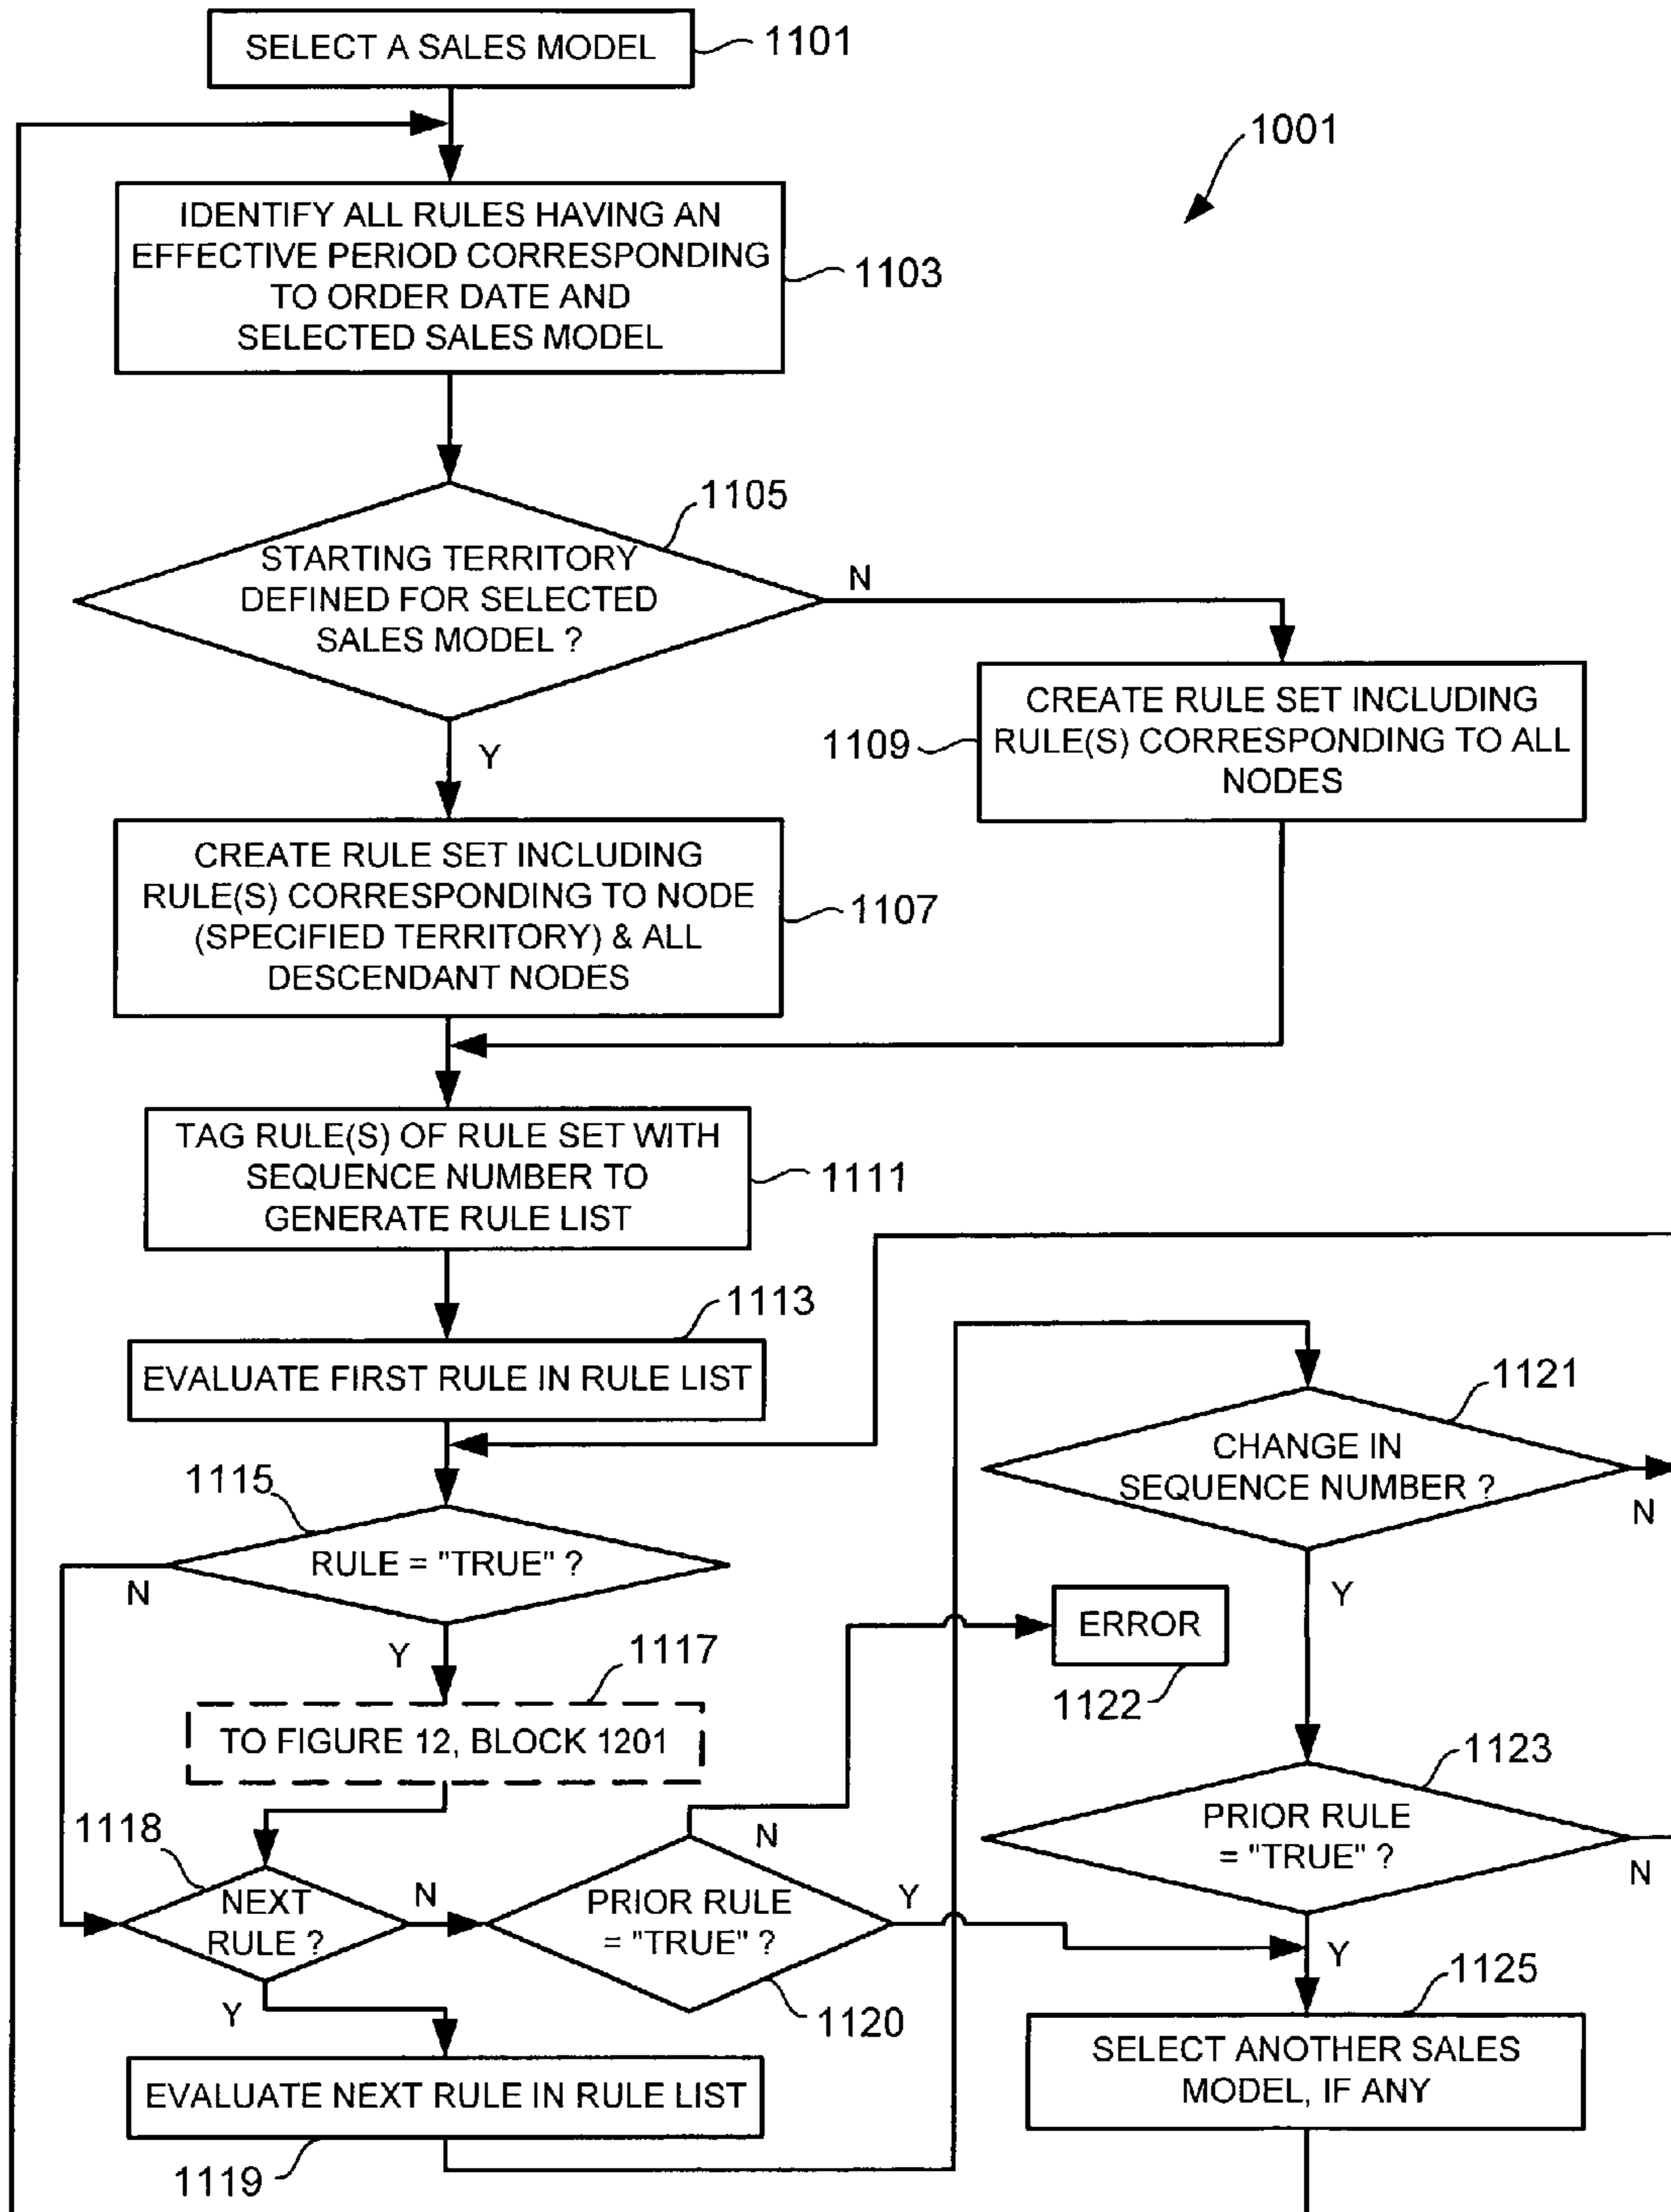 SELECT A SALES MODEL
1101
1001
IDENTIFY ALL RULES HAVING AN
EFFECTIVE PERIOD CORRESPONDING
TO ORDER DATE AND
SELECTED SALES MODEL
1103
1105
STARTING TERRITORY
DEFINED FOR SELECTED
SALES MODEL ?
N
Y
CREATE RULE SET INCLUDING
RULE(S) CORRESPONDING TO ALL
NODES
1109
CREATE RULE SET INCLUDING
RULE(S) CORRESPONDING TO NODE
(SPECIFIED TERRITORY) & ALL
DESCENDANT NODES
1107
TAG RULE(S) OF RULE SET WITH
SEQUENCE NUMBER TO
GENERATE RULE LIST
1111
1113
EVALUATE FIRST RULE IN RULE LIST
1121
CHANGE IN
SEQUENCE NUMBER ?
N
Y
1115
RULE = "TRUE" ?
N
Y
ERROR
1122
1117
TO FIGURE 12, BLOCK 1201
1123
PRIOR RULE
= "TRUE" ?
N
Y
1118
NEXT
RULE ?
N
Y
PRIOR RULE
= "TRUE" ?
N
Y
1120
1125
SELECT ANOTHER SALES
MODEL, IF ANY
EVALUATE NEXT RULE IN RULE LIST
1119